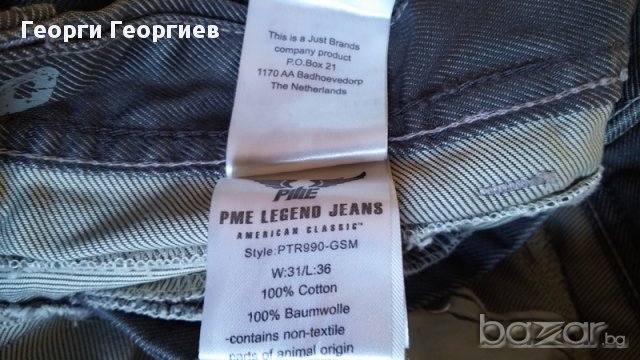 Георги Георгиев
This is a Just Brands
company product
P.O.Box 21
1170 AA Badhoevedorp
The Netherlands
PME
PME LEGEND JEANS
AMERICAN CLASSIC™
Style:PTR990-GSM
W:31/L:36
100% Cotton
100% Baumwolle
-contains non-textile
parts of animal origin
bazar.bg